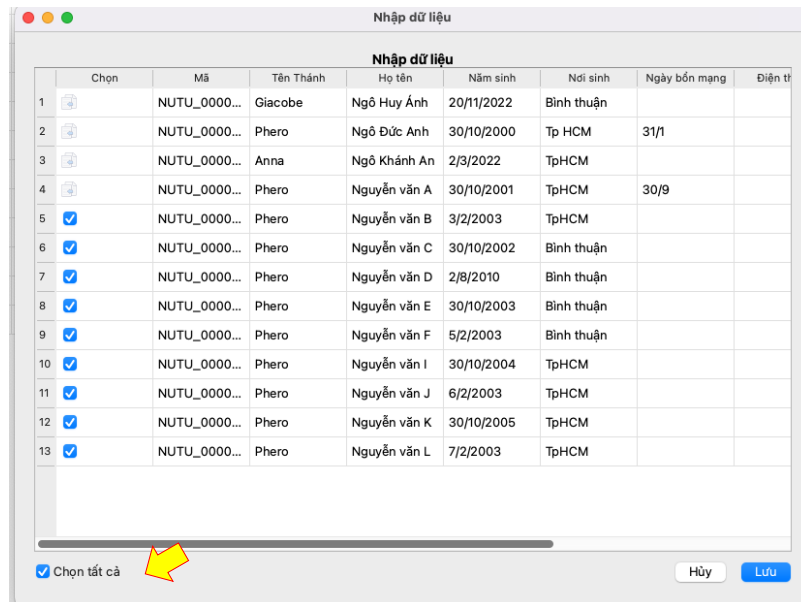 Nhập dữ liệu
Nhập dữ liệu
Chọn Mã Tên Thánh Họ tên Năm sinh Nơi sinh Ngày bổn mạng Điện th
1 NUTU_0000... Giacobe Ngô Huy Ánh 20/11/2022 Bình thuận
2 NUTU_0000... Phero Ngô Đức Anh 30/10/2000 Tp HCM 31/1
3 NUTU_0000... Anna Ngô Khánh An 2/3/2022 TpHCM
4 NUTU_0000... Phero Nguyễn văn A 30/10/2001 TpHCM 30/9
5 NUTU_0000... Phero Nguyễn văn B 3/2/2003 TpHCM
6 NUTU_0000... Phero Nguyễn văn C 30/10/2002 Bình thuận
7 NUTU_0000... Phero Nguyễn văn D 2/8/2010 Bình thuận
8 NUTU_0000... Phero Nguyễn văn E 30/10/2003 Bình thuận
9 NUTU_0000... Phero Nguyễn văn F 5/2/2003 Bình thuận
10 NUTU_0000... Phero Nguyễn văn I 30/10/2004 TpHCM
11 NUTU_0000... Phero Nguyễn văn J 6/2/2003 TpHCM
12 NUTU_0000... Phero Nguyễn văn K 30/10/2005 TpHCM
13 NUTU_0000... Phero Nguyễn văn L 7/2/2003 TpHCM
Chọn tất cả Hủy Lưu